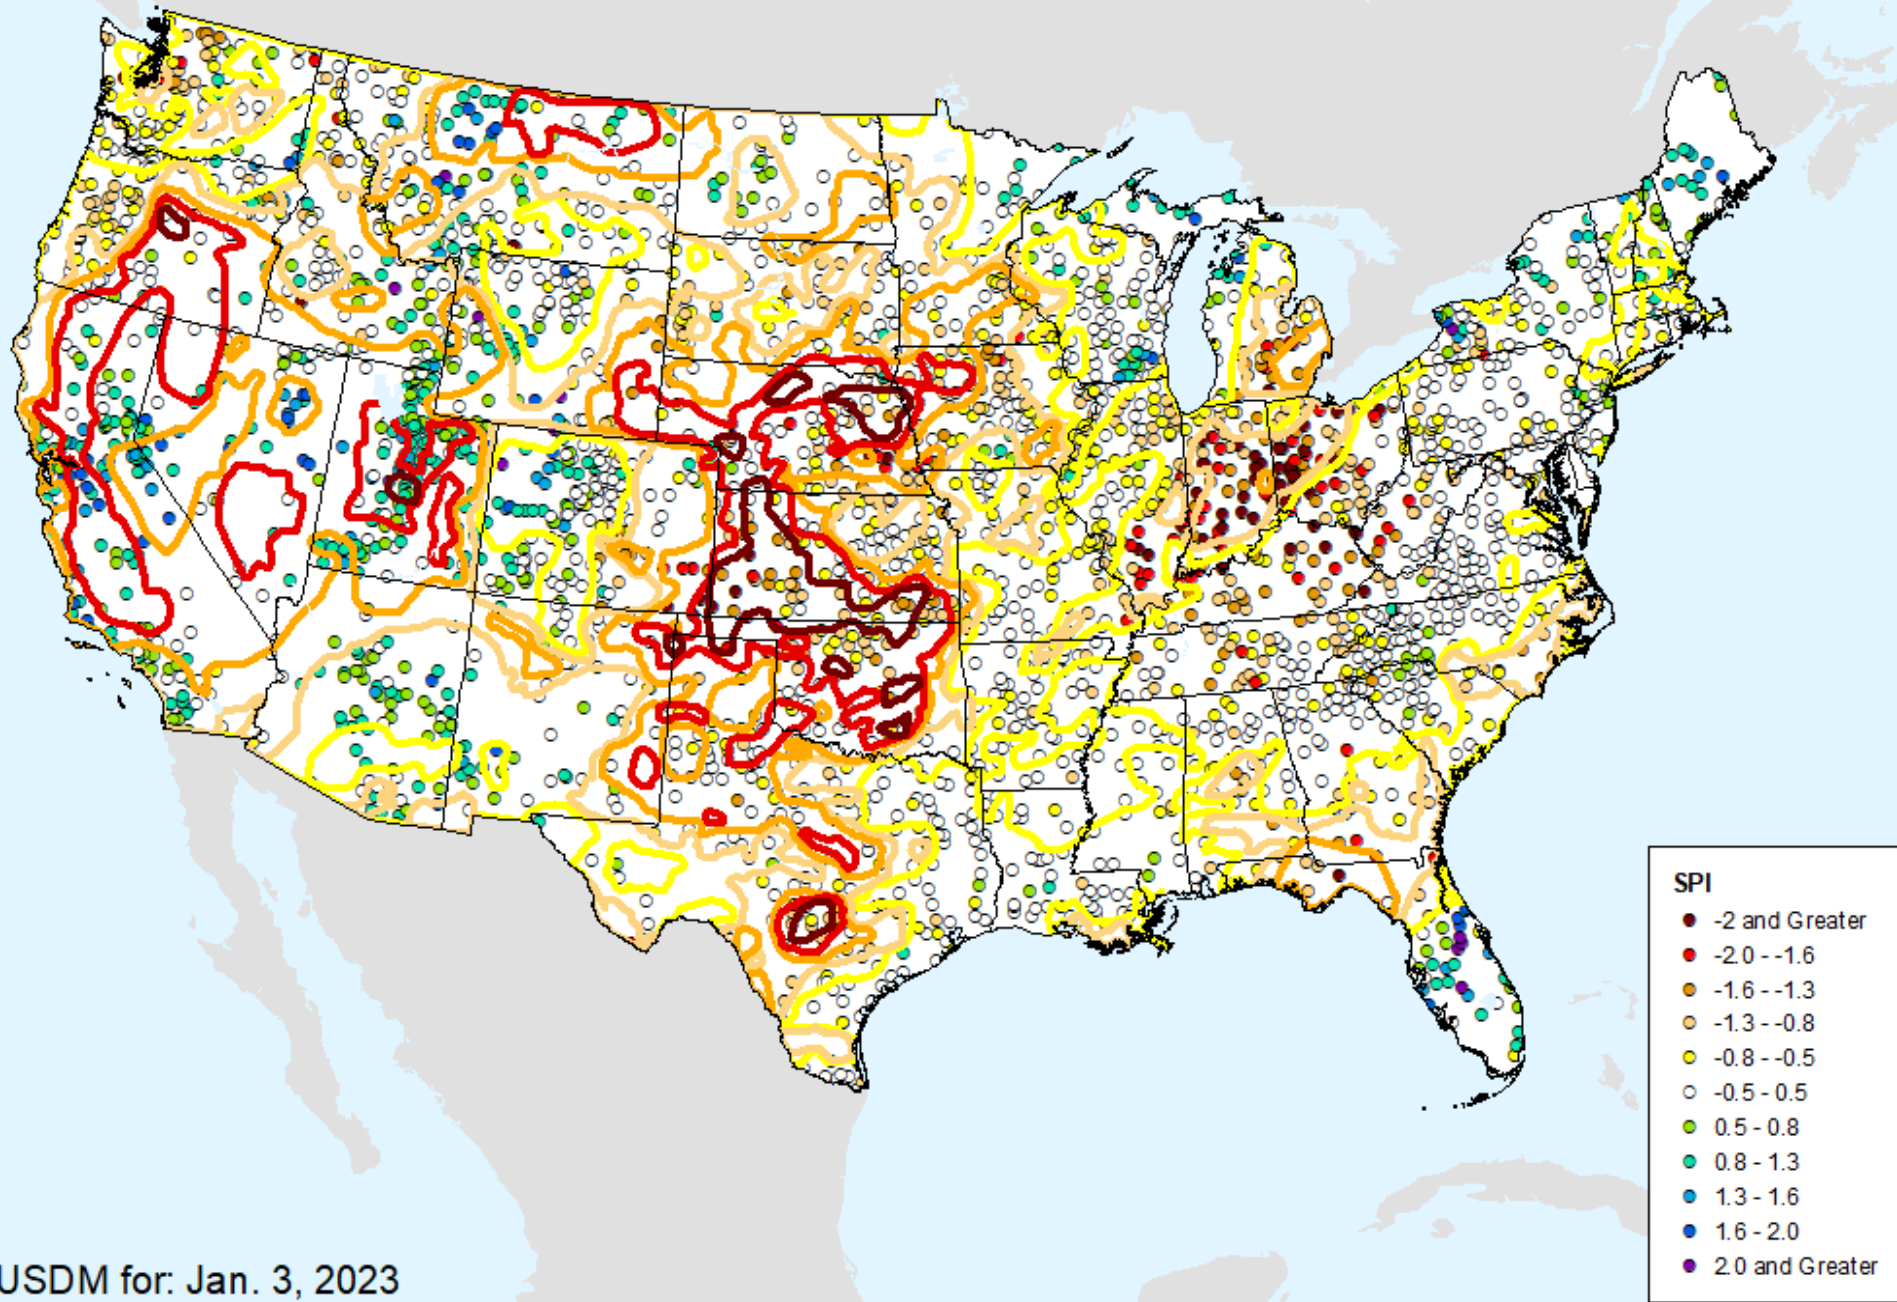 SPI
-2 and Greater
-2.0 - -1.6
-1.6 - -1.3
-1.3 - -0.8
-0.8 - -0.5
-0.5 - 0.5
0.5 - 0.8
0.8 - 1.3
1.3 - 1.6
1.6 - 2.0
2.0 and Greater
USDM for: Jan. 3, 2023